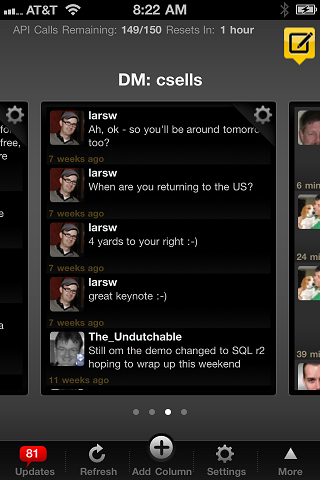 AT&T 8:22 AM
API Calls Remaining: 149/150 Resets In: 1 hour
DM: csells
larsw
Ah, ok - so you'll be around tomorro
too?
7 weeks ago
larsw
When are you returning to the US?
7 weeks ago
larsw
4 yards to your right :-)
7 weeks ago
larsw
great keynote :-)
7 weeks ago
The_Undutchable
Still om the demo changed to SQL r2
hoping to wrap up this weekend
11 weeks ago
for
free,
re
e
s
a
6 min
24 min
39 mi
81
Updates Refresh Add Column Settings More